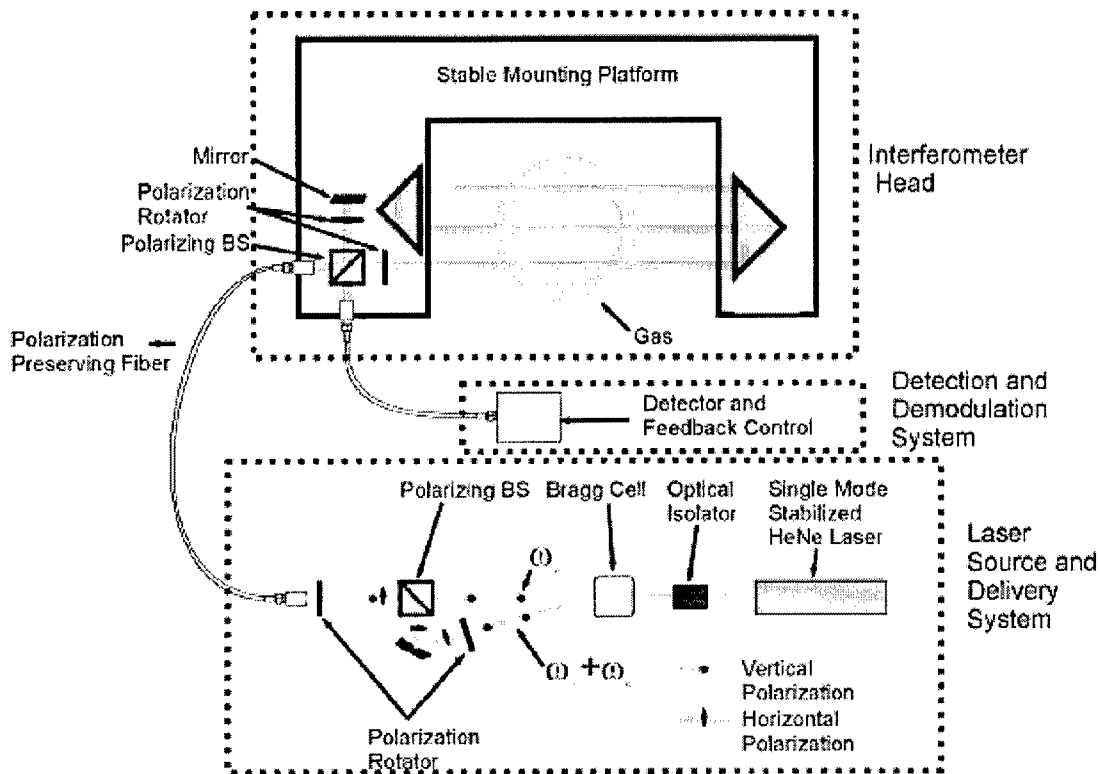 Stable Mounting Platform
Mirror
Polarization
Rotator
Polarizing BS
Interferometer
Head
Gas
Polarization
Preserving Fiber
Detector and
Feedback Control
Detection and
Demodulation
System
Polarizing BS
Bragg Cell
Optical
Isolator
Single Mode
Stabilized
HeNe Laser
Laser
Source and
Delivery
System
ω
ω + ω
Vertical
Polarization
Horizontal
Polarization
Polarization
Rotator